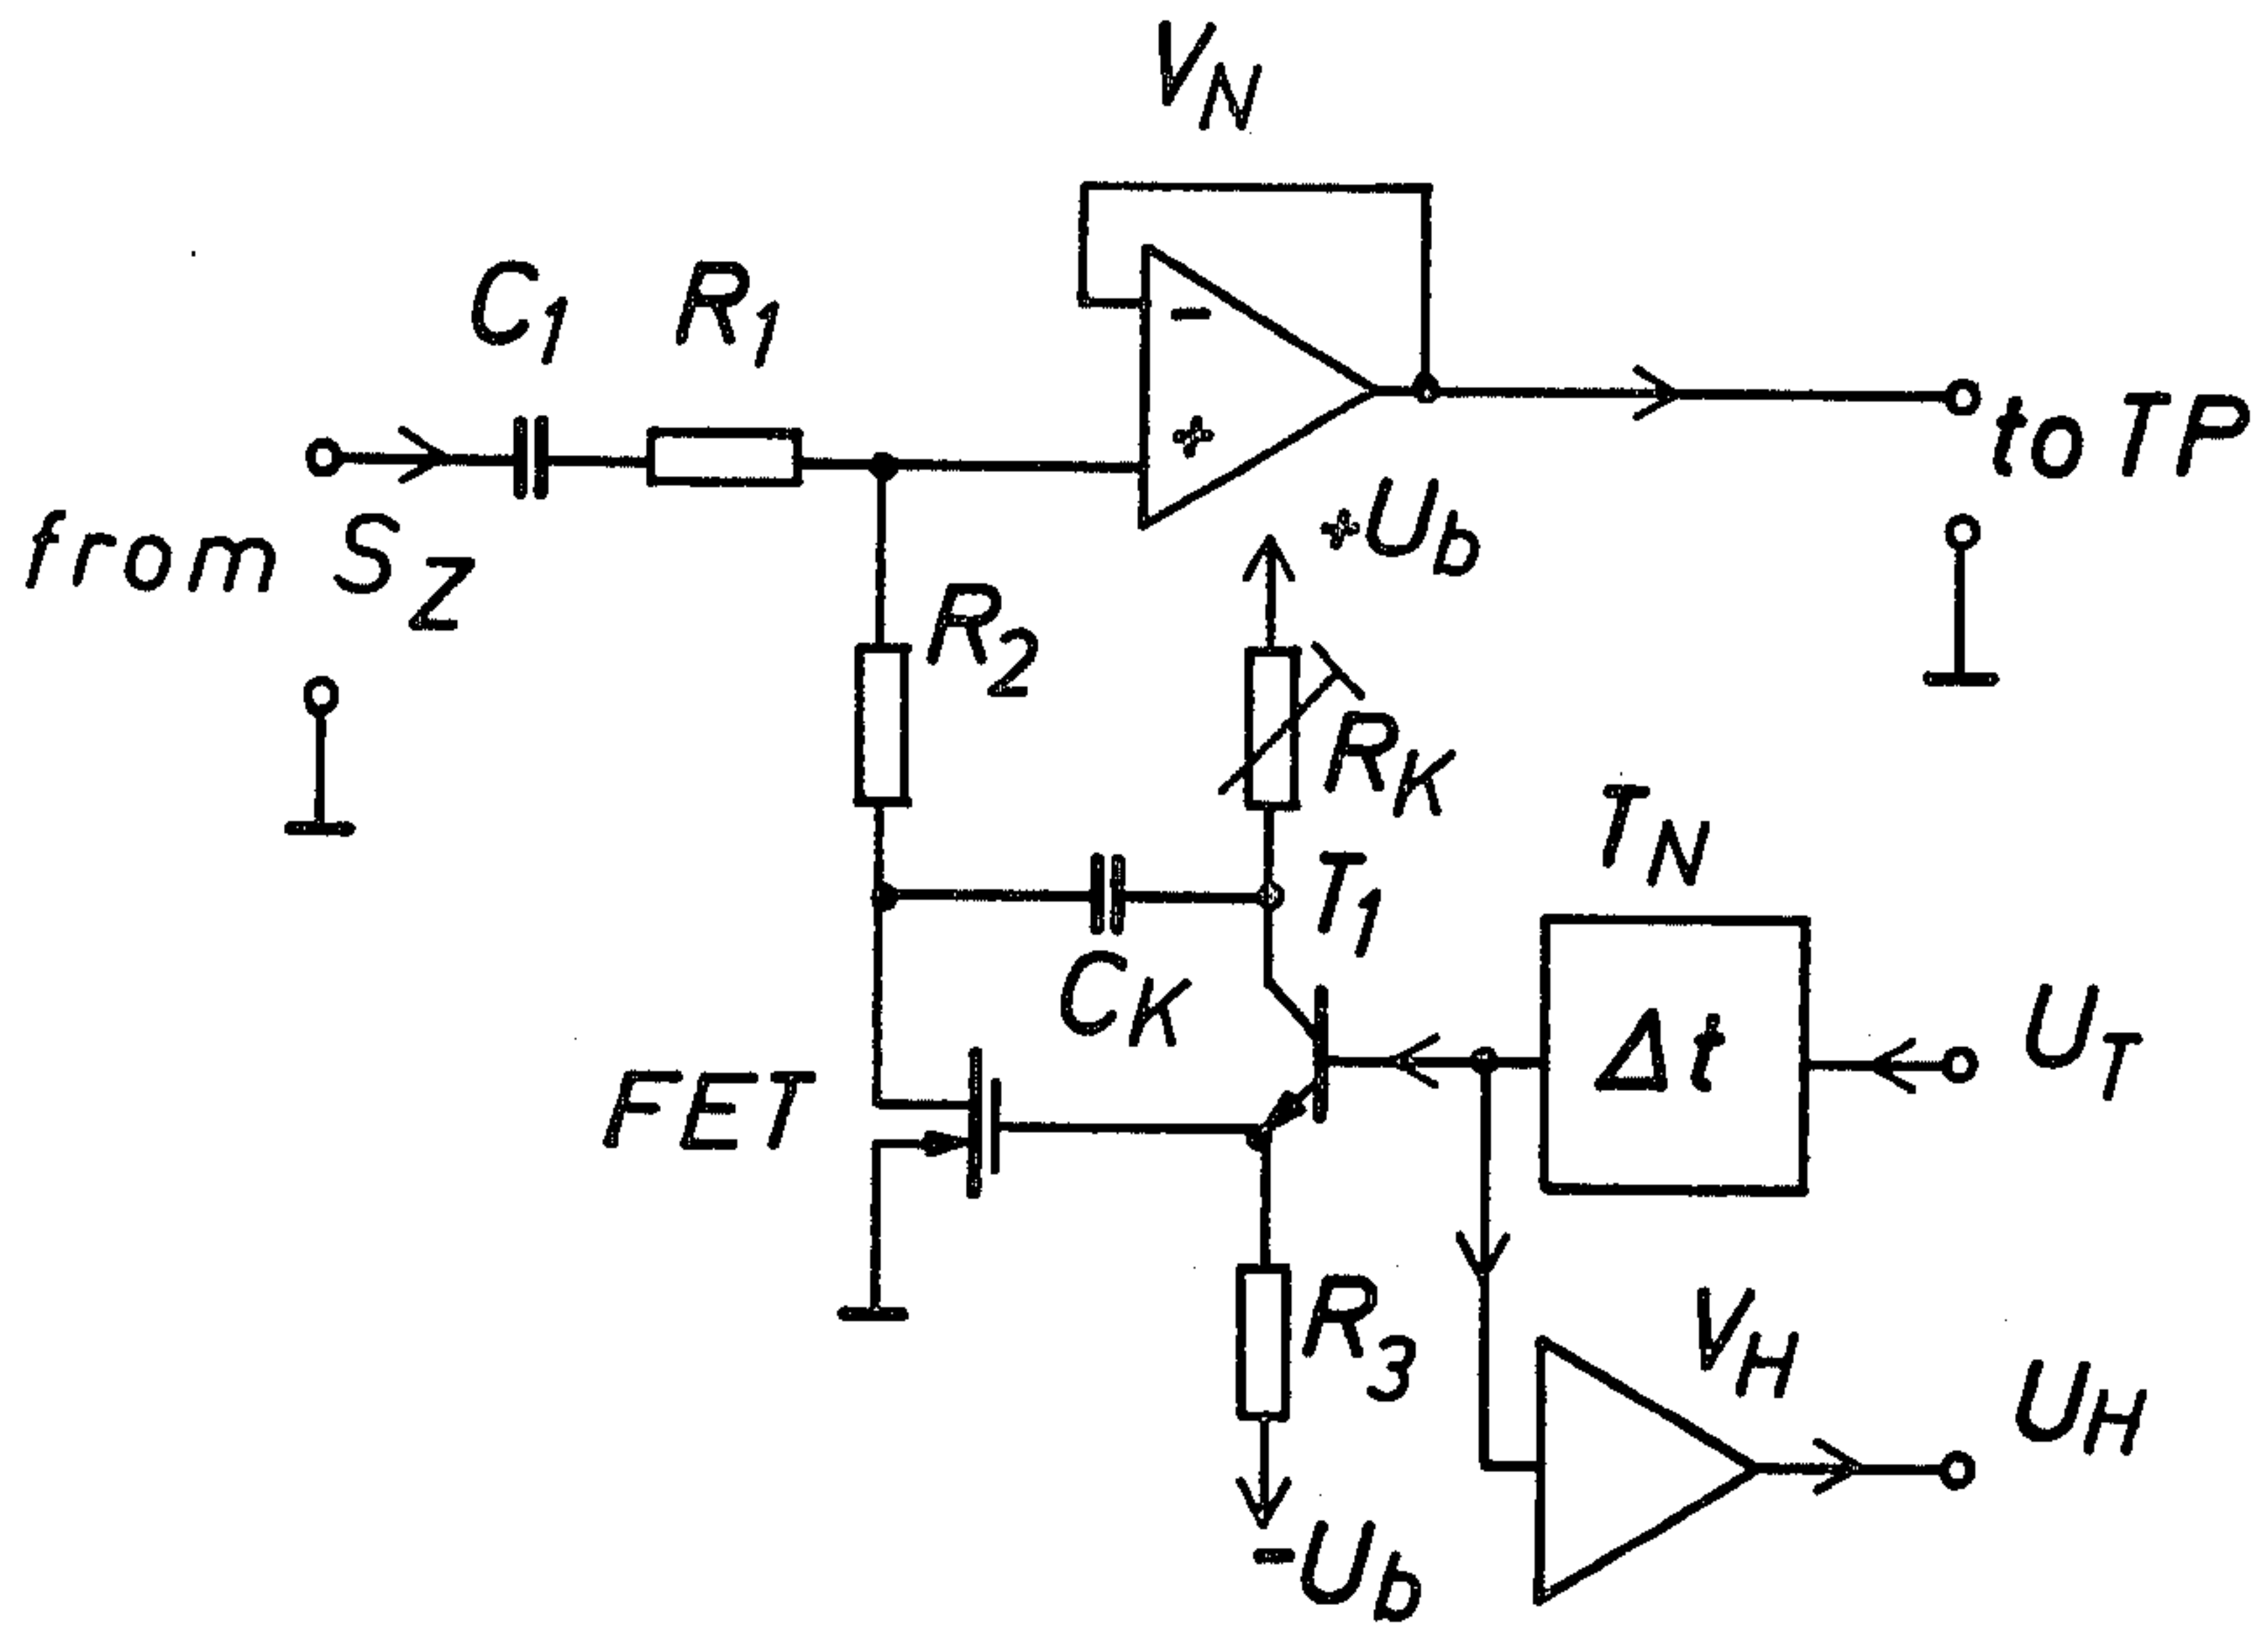 V_N
C_1
R_1
-
+
to TP
from S_Z
+U_b
R_2
R_K
T_1
T_N
C_K
Δt
U_T
FET
R_3
V_H
U_H
-U_b